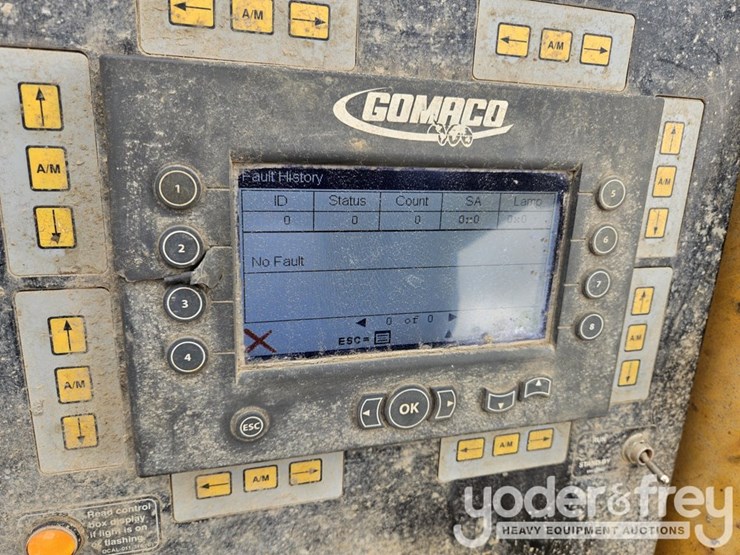 A/M
A/M
GOMACO
A/M
A/M
Fault History
ID Status Count SA Lamp
0 0 0 0::0 0::0
No Fault
0 of 0
ESC=
1
2
3
4
5
6
7
8
A/M
A/M
ESC
OK
A/M
A/M
Read control
box display
if light is on
or flashing.
yoder&frey
HEAVY EQUIPMENT AUCTIONS